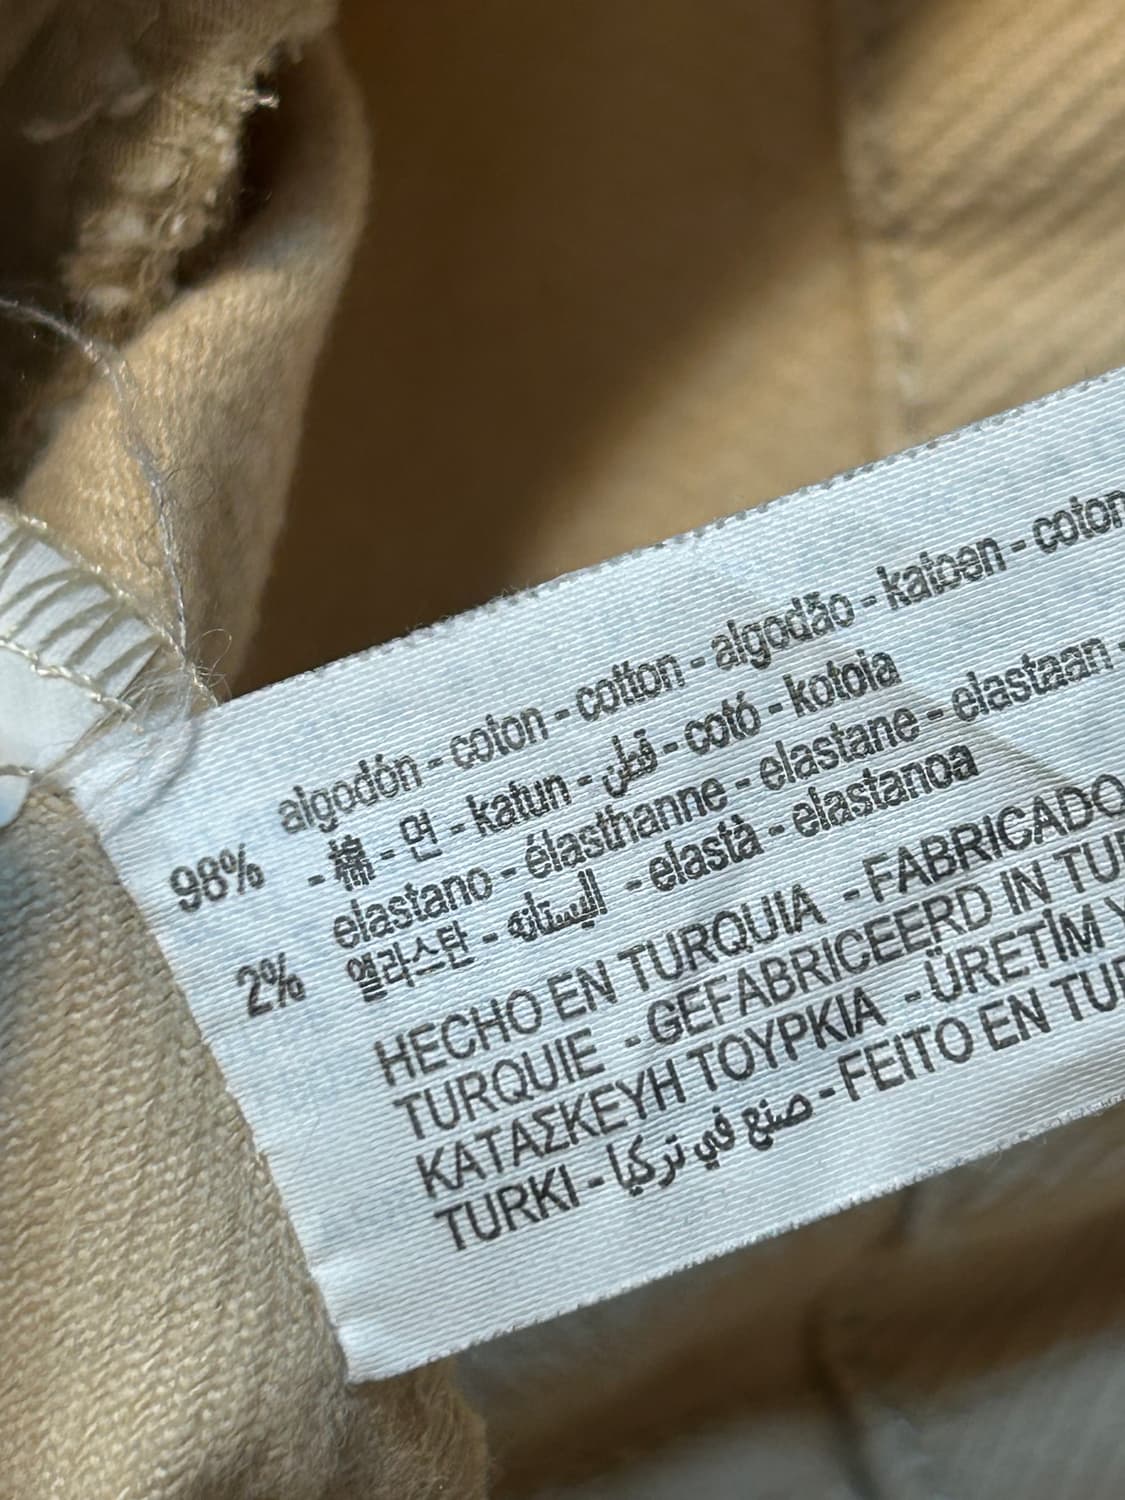 98% algodón - coton - cotton - algodão - katoen - coton
- 棉 - 면 - katun - قطن - cotó - kotoia
2% elastano - élasthanne - elastane - elastaan -
엘라스탄 - اليستان - elastà - elastanoa
HECHO EN TURQUIA - FABRICADO
TURQUIE - GEFABRICEERD IN TUR
ΚΑΤΑΣΚΕΥΗ ΤΟΥΡΚΙΑ - ÜRETİM Y
TURKI - صنع في تركيا - FEITO EN TUR